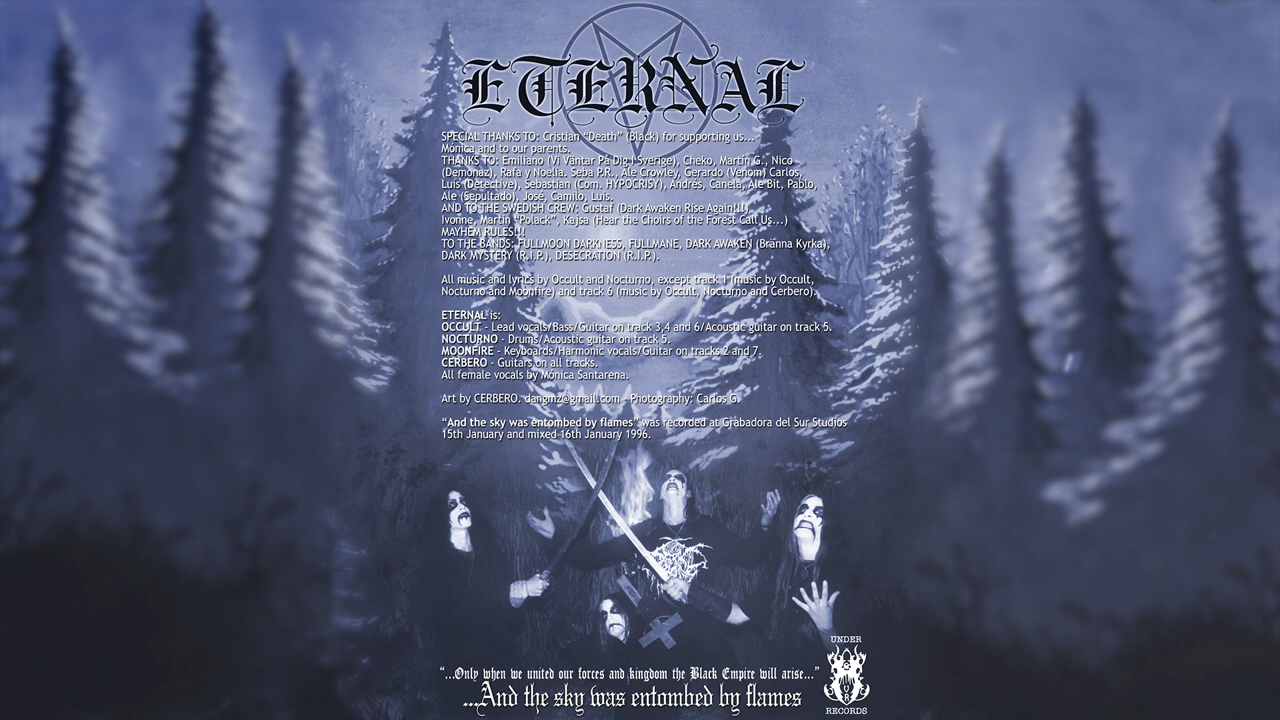 ETERNAL
SPECIAL THANKS TO: Cristian “Death” (Black) for supporting us...
Mónica and to our parents.
THANKS TO: Emiliano (Vi Väntar På Dig I Sverige), Cheko, Martín G., Nico
(Demonaz), Rafa y Noelia. Seba P.R., Ale Crowley, Gerardo (Venom) Carlos,
Luis (Detective), Sebastian (Com. HYPOCRISY), Andrés, Canela, Ale Bit, Pablo,
Ale (Sepultado), José, Camilo, Luis.
AND TO THE SWEDISH CREW: Gustaf (Dark Awaken Rise Again!!!),
Ivonne, Martin “Polack”, Kajsa (Hear the Choirs of the Forest Call Us...)
MAYHEM RULES!!!
TO THE BANDS: FULLMOON DARKNESS, FULLMANE, DARK AWAKEN (Bränna Kyrka),
DARK MYSTERY (R.I.P.), DESECRATION (R.I.P.).
All music and lyrics by Occult and Nocturno, except track 1 (music by Occult,
Nocturno and Moonfire) and track 6 (music by Occult, Nocturno and Cerbero).
ETERNAL is:
OCCULT - Lead vocals/Bass/Guitar on track 3,4 and 6/Acoustic guitar on track 5.
NOCTURNO - Drums/Acoustic guitar on track 5.
MOONFIRE - Keyboards/Harmonic vocals/Guitar on tracks 2 and 7.
CERBERO - Guitars on all tracks.
All female vocals by Mónica Santarena.
Art by CERBERO. dangmz@gmail.com - Photography: Carlos G.
“And the sky was entombed by flames” was recorded at Grabadora del Sur Studios
15th January and mixed 16th January 1996.
“...Only when we united our forces and kingdom the Black Empire will arise...”
...And the sky was entombed by flames
UNDER
RECORDS